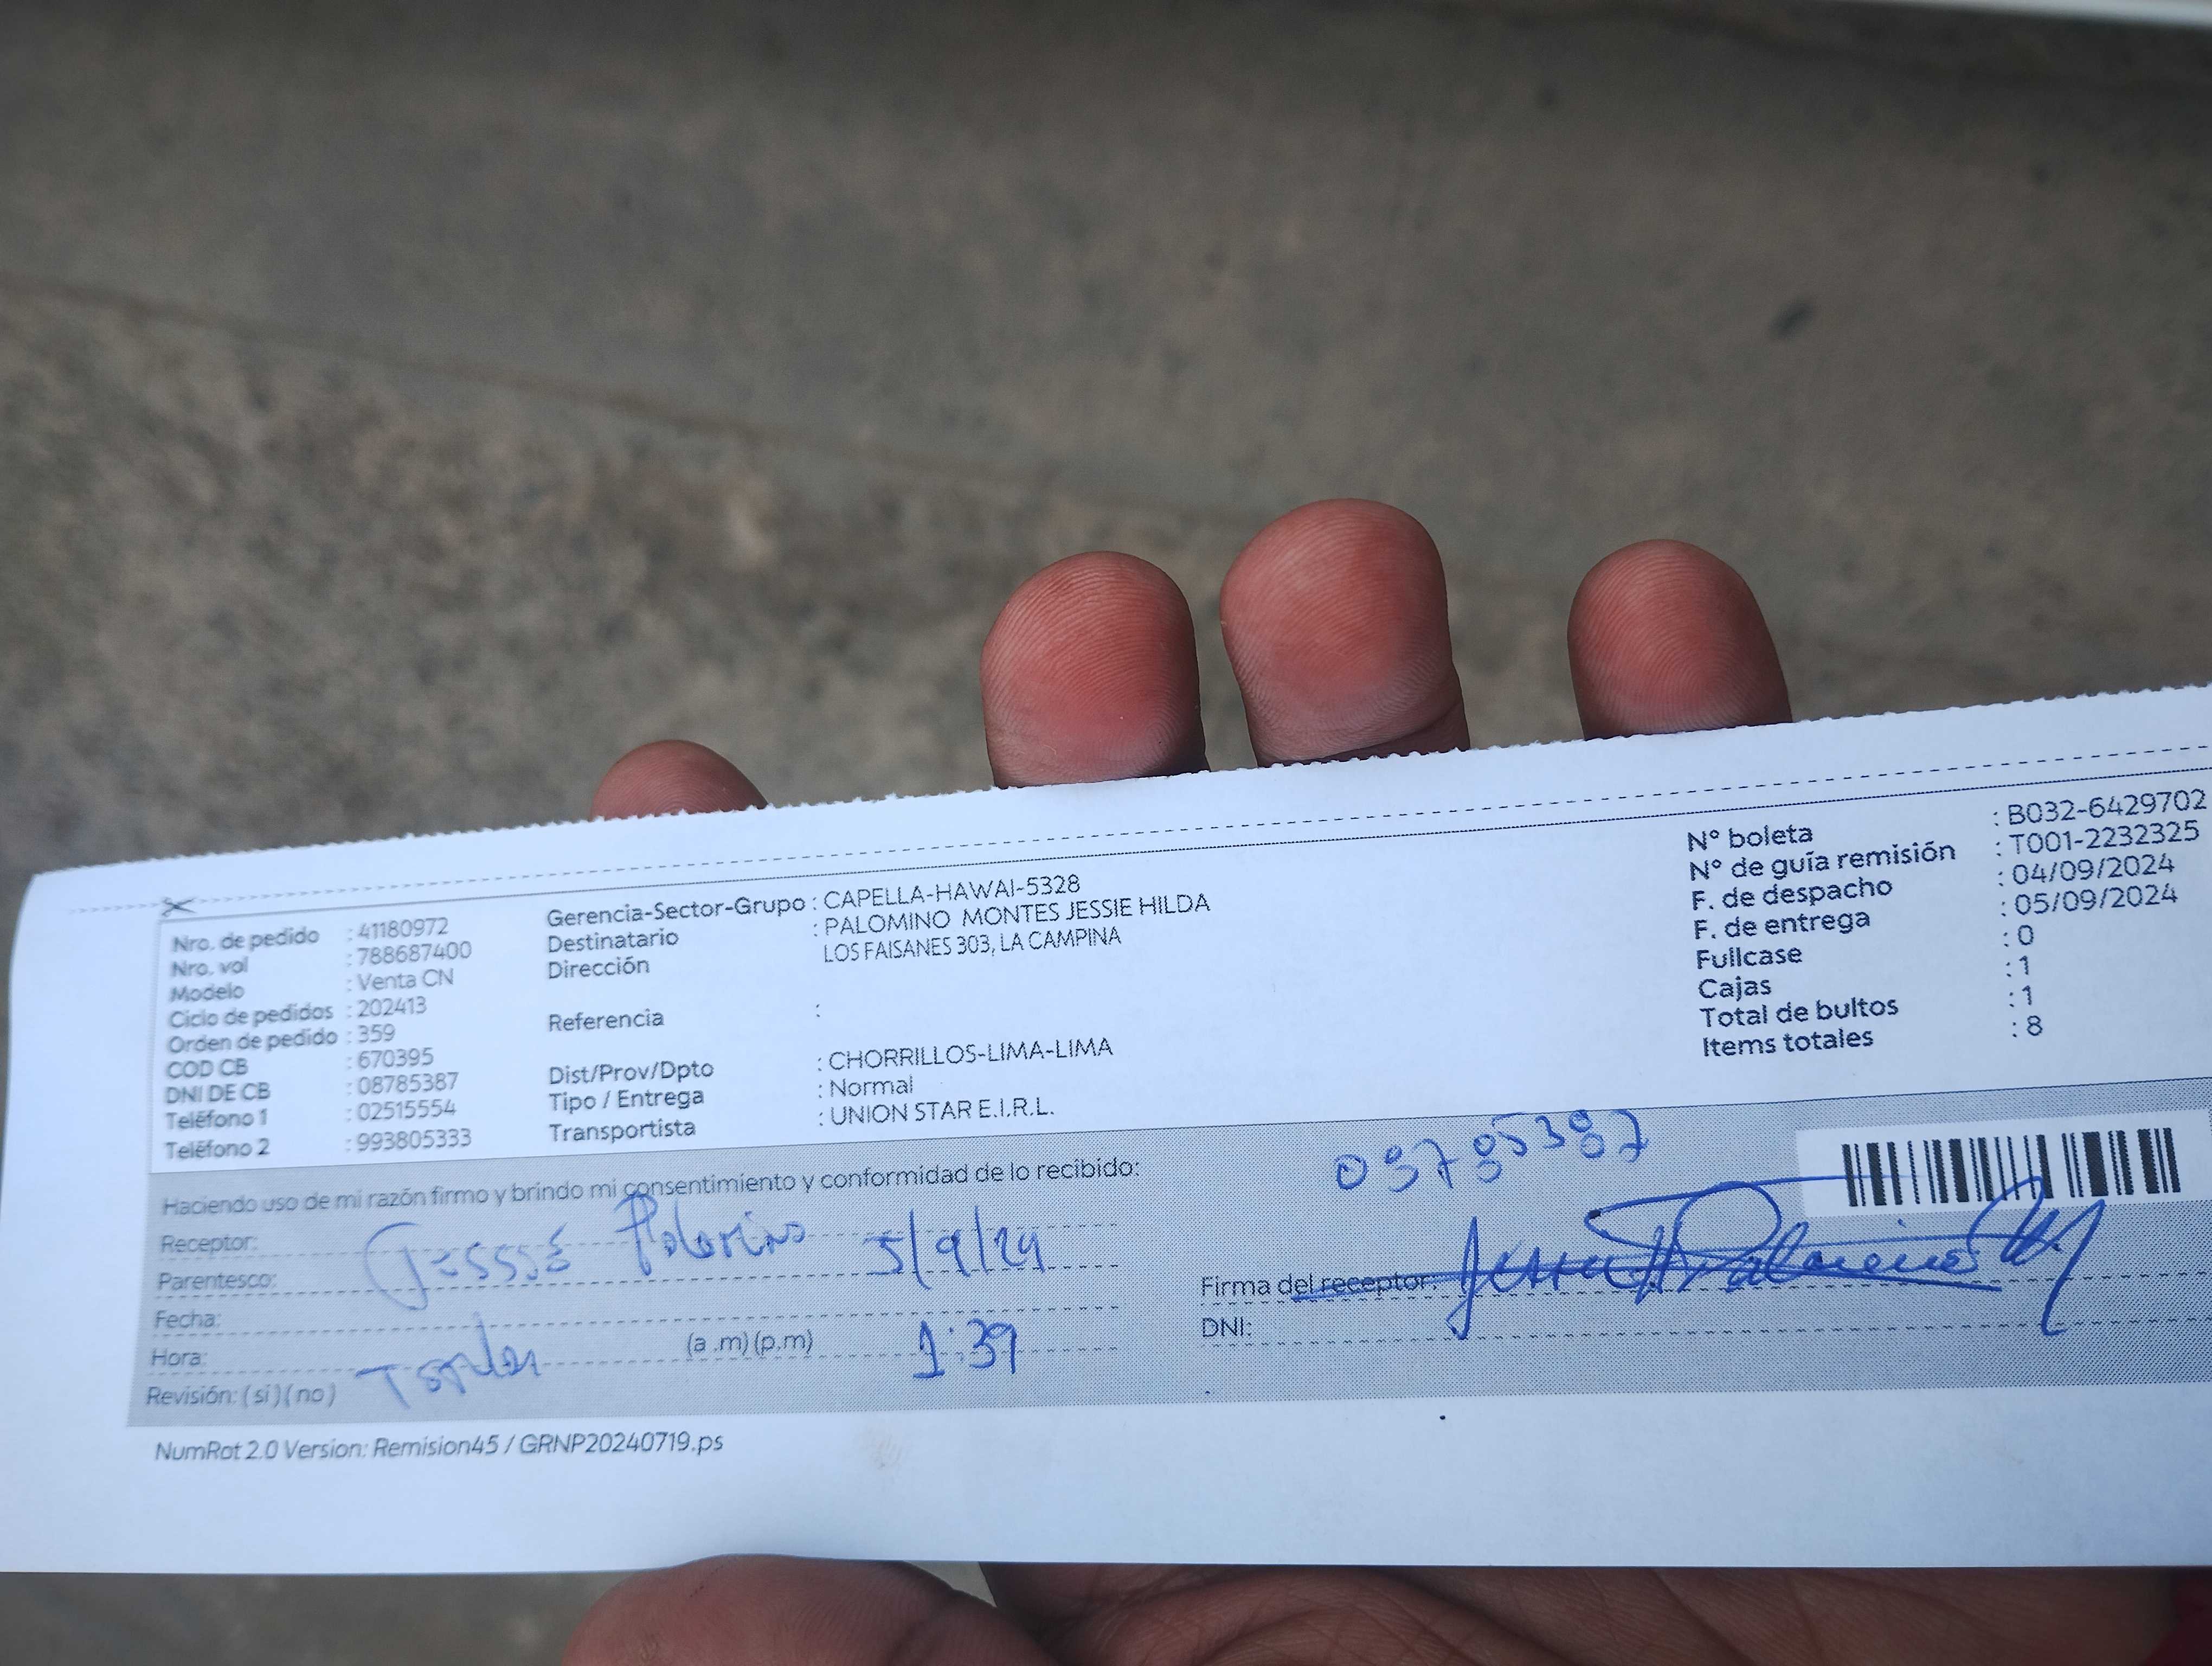 Nro. de pedido : 41180972
Nro. vol : 788687400
Modelo : Venta CN
Ciclo de pedidos : 202413
Orden de pedido : 359
COD CB : 670395
DNI DE CB : 08785387
Teléfono 1 : 02515554
Teléfono 2 : 993805333
Gerencia-Sector-Grupo : CAPELLA-HAWAI-5328
Destinatario : PALOMINO MONTES JESSIE HILDA
Dirección LOS FAISANES 303, LA CAMPINA
Referencia :
Dist/Prov/Dpto : CHORRILLOS-LIMA-LIMA
Tipo / Entrega : Normal
Transportista : UNION STAR E.I.R.L.
N° boleta : B032-6429702
N° de guía remisión : T001-2232325
F. de despacho : 04/09/2024
F. de entrega : 05/09/2024
Fullcase : 0
Cajas : 1
Total de bultos : 1
Items totales : 8
Haciendo uso de mi razón firmo y brindo mi consentimiento y conformidad de lo recibido:
Receptor:
Parentesco: Palomino 5/9/24
Fecha:
Hora: (a .m) (p.m) 1:39
Revisión: ( si ) ( no )
Firma del receptor:
DNI:
NumRot 2.0 Version: Remision45 / GRNP20240719.ps